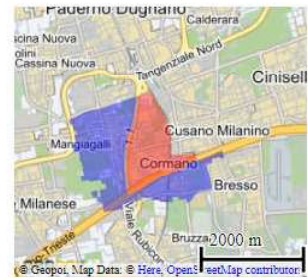 Paderno Dugnano
Calderara
Cassina Nuova
Tangenziale Nord
Cinisell
Cusano Milanino
Mangiagalli
Cormano
Bresso
Milanese
Viale Rubicon
Bruzza
2000 m
© Geopoi, Map Data: © Here, OpenStreetMap contributor